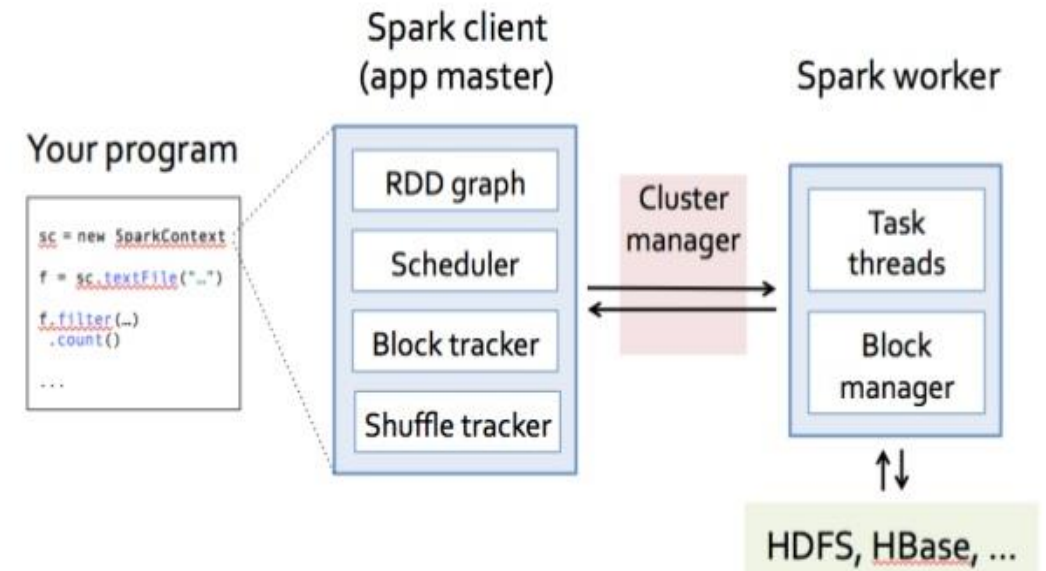 Your program
sc = new SparkContext
f = sc.textFile("…")
f.filter(…)
.count()
...
Spark client
(app master)
RDD graph
Scheduler
Block tracker
Shuffle tracker
Cluster
manager
Spark worker
Task
threads
Block
manager
HDFS, HBase, ...